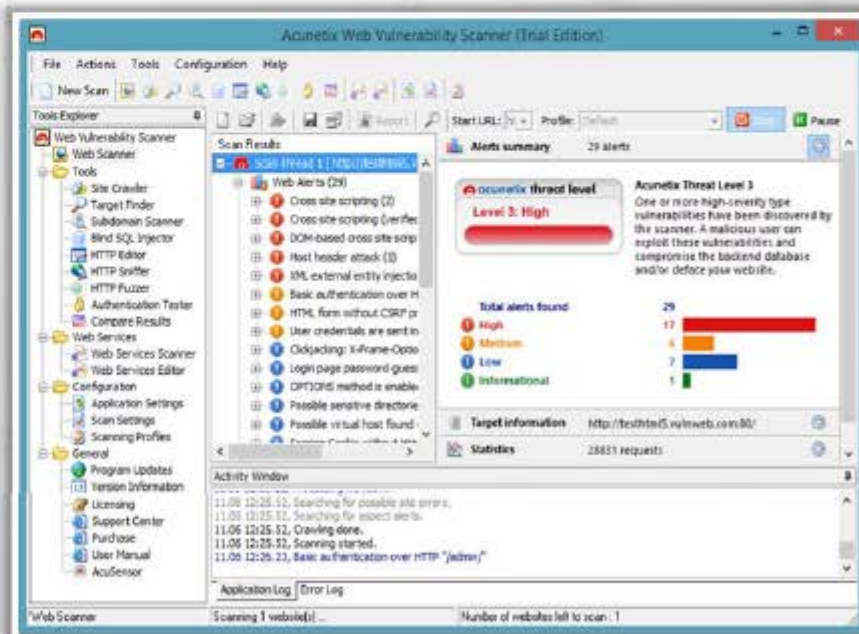 Acunetix Web Vulnerability Scanner (Trial Edition)
File Actions Tools Configuration Help
New Scan
Tools Explorer
Web Vulnerability Scanner
Web Scanner
Tools
Site Crawler
Target Finder
Subdomain Scanner
Blind SQL Injector
HTTP Editor
HTTP Sniffer
HTTP Fuzzer
Authentication Tester
Compare Results
Web Services
Web Services Scanner
Web Services Editor
Configuration
Application Settings
Scan Settings
Scanning Profiles
General
Program Updates
Version Information
Licensing
Support Center
Purchase
User Manual
AcuSensor
Report Start URL: Profile: Default Pause
Scan Results
Scan Thread 1 [http://testhtml5.v
Web Alerts (29)
Cross site scripting (2)
Cross site scripting (verified
DOM-based cross site scrip
Host header attack (1)
XML external entity injectio
Basic authentication over H
HTML form without CSRF pr
User credentials are sent in
Clickjacking: X-Frame-Optio
Login page password-gues
OPTIONS method is enable
Possible sensitive directorie
Possible virtual host found
Alerts summary 29 alerts
acunetix threat level
Level 3: High
Acunetix Threat Level 3
One or more high-severity type
vulnerabilities have been discovered by
the scanner. A malicious user can
exploit these vulnerabilities and
compromise the backend database
and/or deface your website.
Total alerts found 29
High 17
Medium 4
Low 7
Informational 1
Target information http://testhtml5.vulnweb.com:80/
Statistics 28831 requests
Activity Window
11.06 12:25.52, Searching for possible site errors.
11.06 12:25.52, Searching for aspect alerts.
11.06 12:25.52, Crawling done.
11.06 12:25.52, Scanning started.
11.06 12:26.23, Basic authentication over HTTP "/admin/"
Application Log Error Log
Web Scanner Scanning 1 website(s) ... Number of websites left to scan : 1